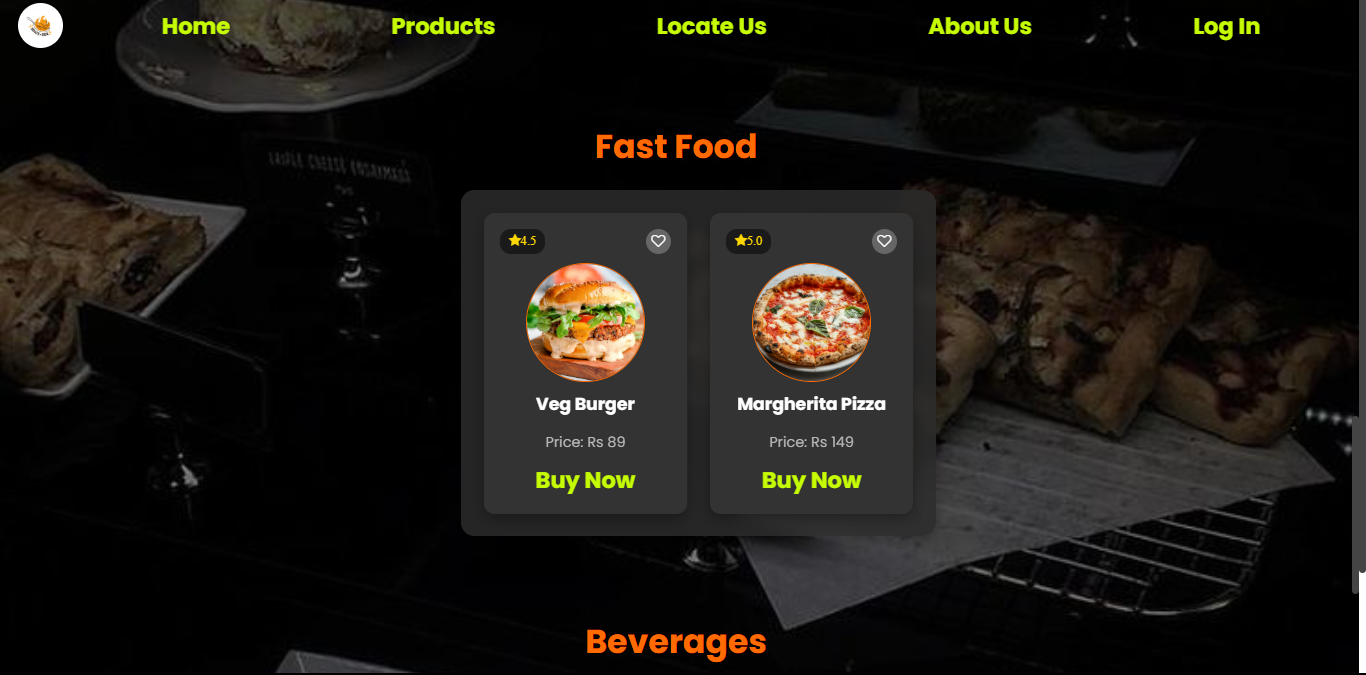 Home Products Locate Us About Us Log In
Fast Food
4.5
5.0
Veg Burger
Margherita Pizza
Price: Rs 89
Price: Rs 149
Buy Now
Buy Now
Beverages